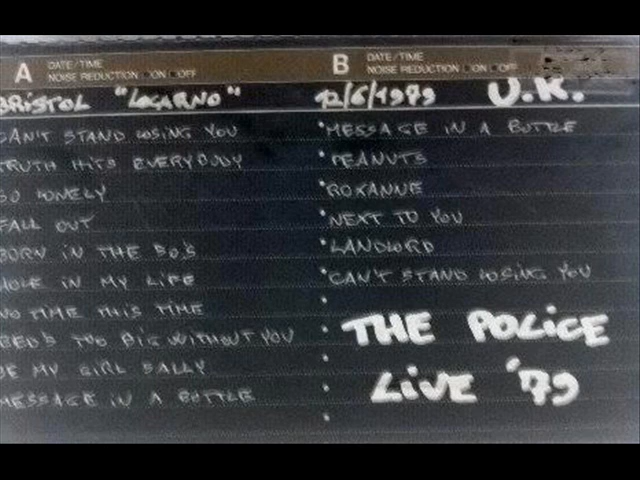 A DATE/TIME NOISE REDUCTION ON OFF
B DATE/TIME NOISE REDUCTION ON OFF
BRISTOL "LOCARNO" 12/6/1979 U.K.
CAN'T STAND LOSING YOU
TRUTH HITS EVERYBODY
SO LONELY
FALL OUT
BORN IN THE 50'S
HOLE IN MY LIFE
NO TIME THIS TIME
BED'S TOO BIG WITHOUT YOU
BE MY GIRL SALLY
MESSAGE IN A BOTTLE
MESSAGE IN A BOTTLE
PEANUTS
ROXANNE
NEXT TO YOU
LANDLORD
CAN'T STAND LOSING YOU
THE POLICE
LIVE '79